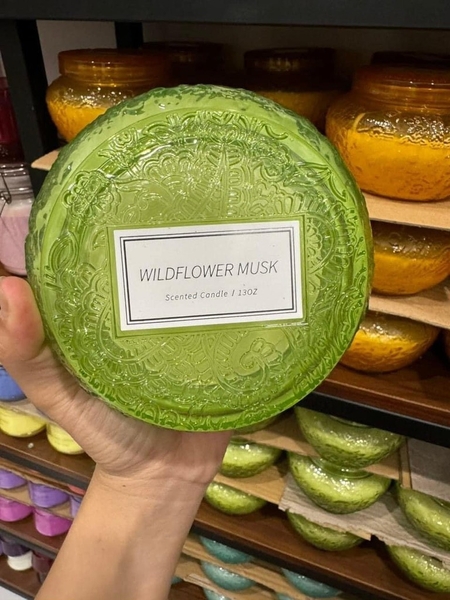 WILDFLOWER MUSK
Scented Candle / 13OZ